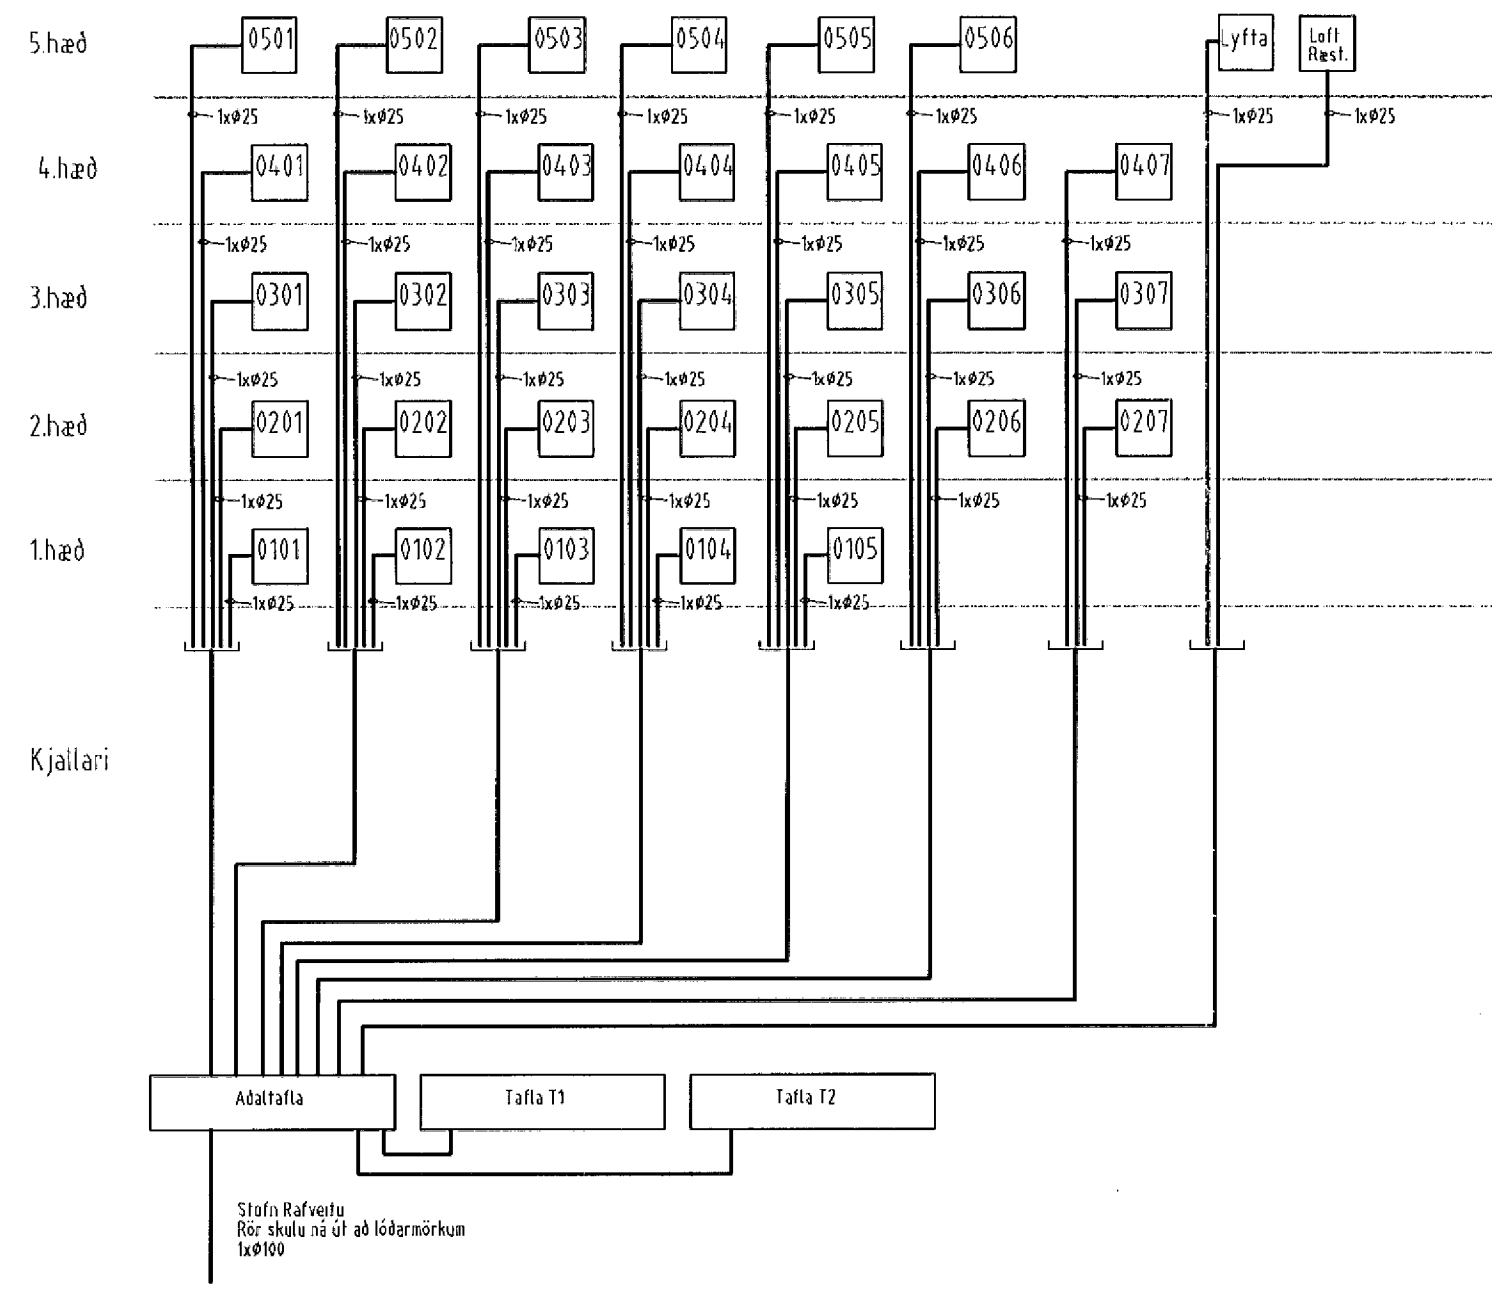 5.hæð
0501
0502
0503
0504
0505
0506
Lyfta
Loft
Ræst.
1xø25
1xø25
1xø25
1xø25
1xø25
1xø25
1xø25
1xø25
4.hæð
0401
0402
0403
0404
0405
0406
0407
1xø25
1xø25
1xø25
1xø25
1xø25
1xø25
1xø25
3.hæð
0301
0302
0303
0304
0305
0306
0307
1xø25
1xø25
1xø25
1xø25
1xø25
1xø25
1xø25
2.hæð
0201
0202
0203
0204
0205
0206
0207
1xø25
1xø25
1xø25
1xø25
1xø25
1xø25
1xø25
1.hæð
0101
0102
0103
0104
0105
1xø25
1xø25
1xø25
1xø25
1xø25
Kjallari
Aðaltafla
Tafla T1
Tafla T2
Stofn Rafveitu
Rör skulu ná út að lóðarmörkum
1xø100